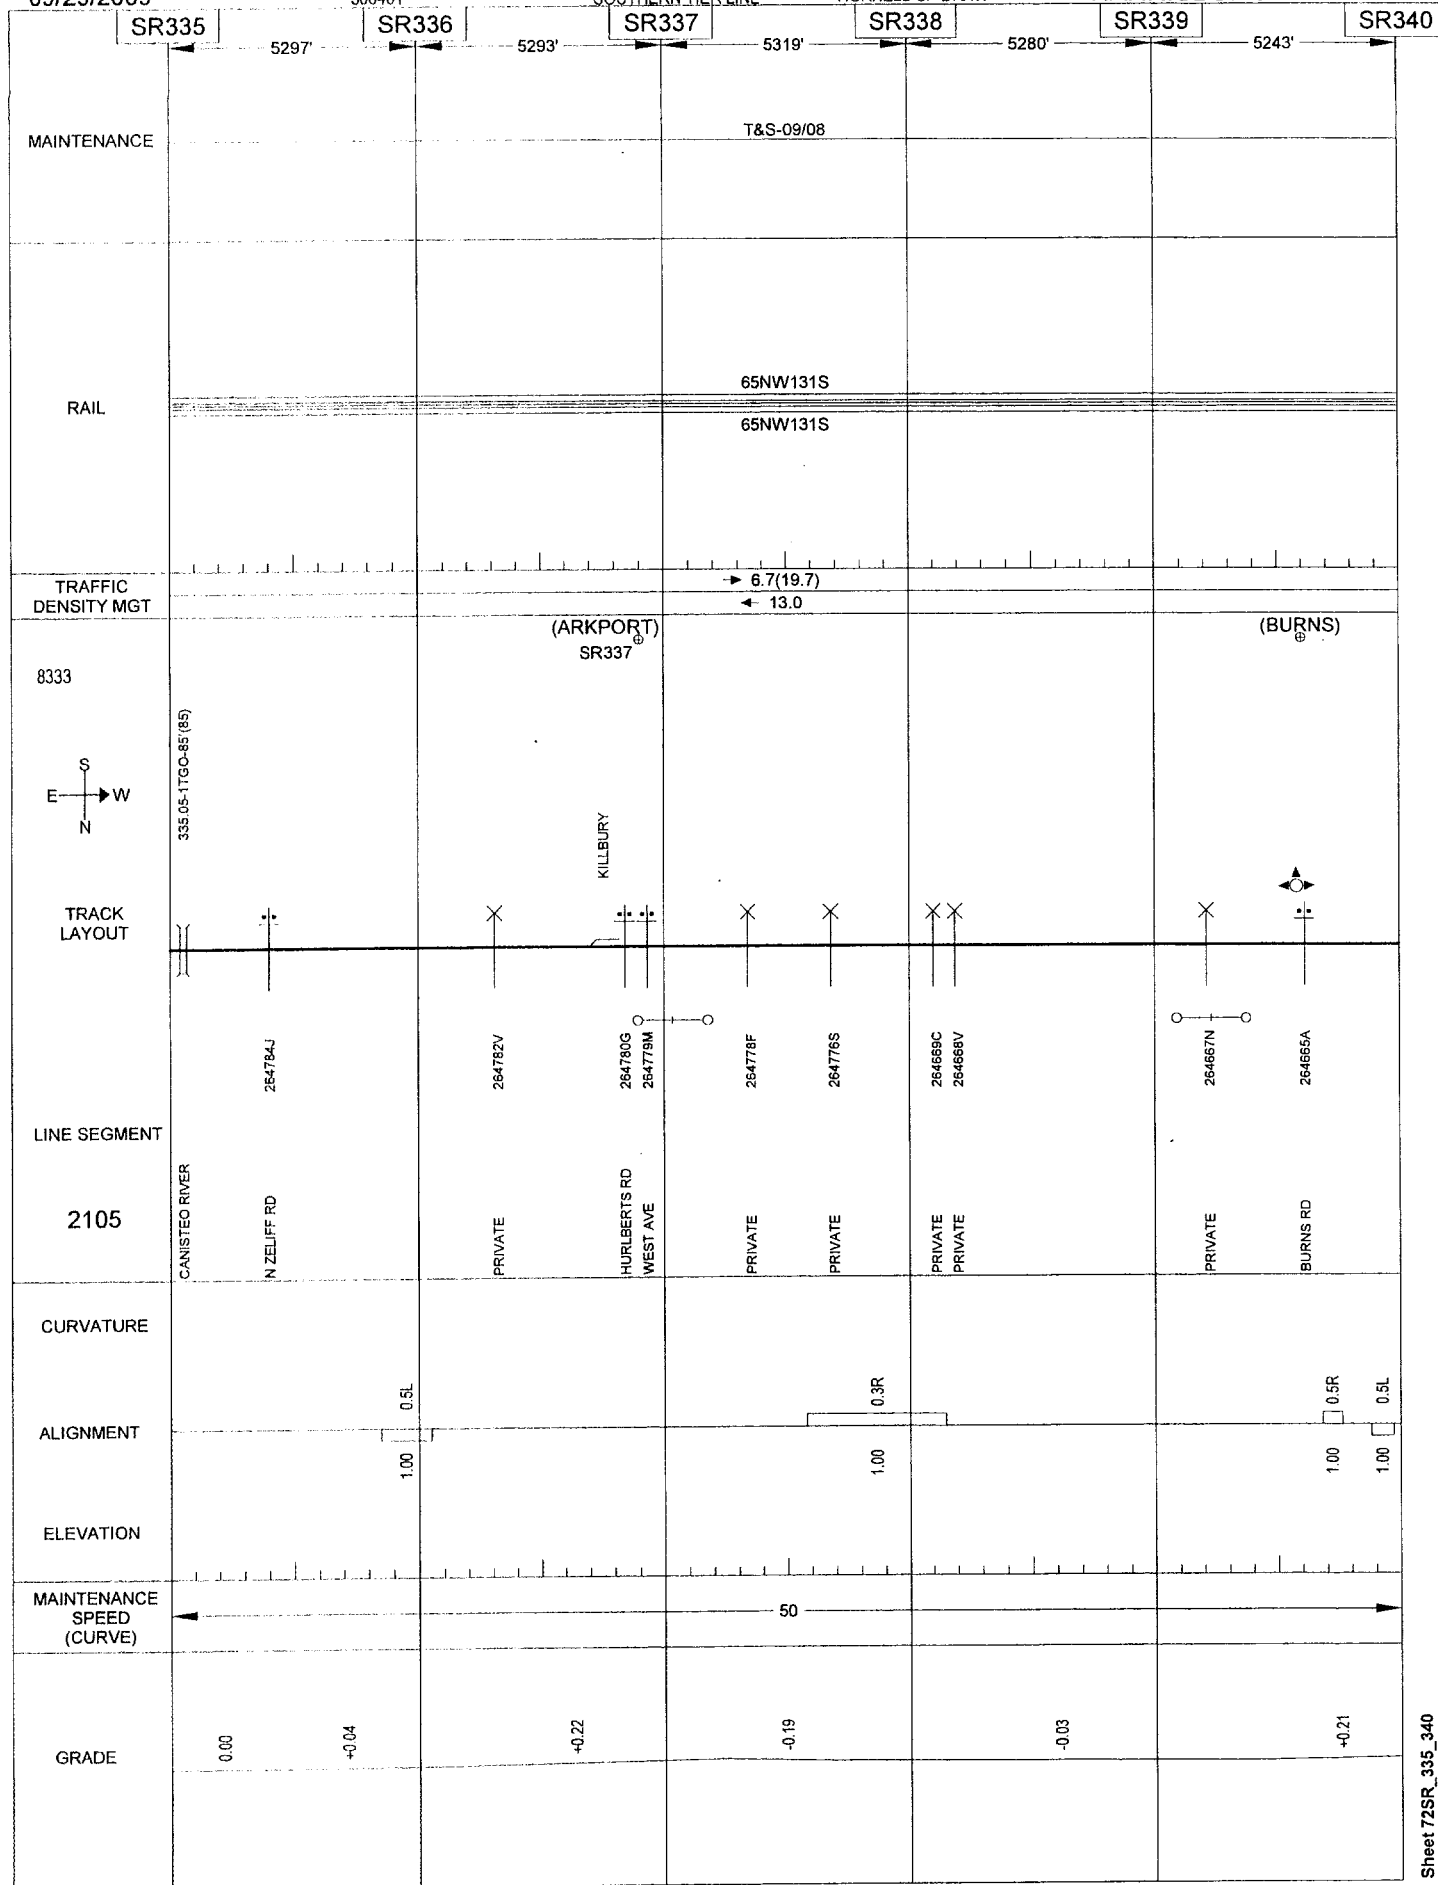 SOUTHERN TIER LINE
SR335 SR336 SR337 SR338 SR339 SR340
5297' 5293' 5319' 5280' 5243'
MAINTENANCE
T&S-09/08
RAIL
65NW131S
65NW131S
TRAFFIC
DENSITY MGT
6.7(19.7)
13.0
(ARKPORT)
SR337
(BURNS)
8333
S
E W
N
335.05-1TGO-85'(85)
KILLBURY
TRACK
LAYOUT
264784J
264782V
264780G
264779M
264778F
264776S
264669C
264668V
264667N
264665A
LINE SEGMENT
2105
CANISTEO RIVER
N ZELIFF RD
PRIVATE
HURLBERTS RD
WEST AVE
PRIVATE
PRIVATE
PRIVATE
PRIVATE
PRIVATE
BURNS RD
CURVATURE
0.5L 0.3R 0.5R 0.5L
ALIGNMENT
1.00 1.00 1.00 1.00
ELEVATION
MAINTENANCE
SPEED
(CURVE)
50
GRADE
0.00 +0.04 +0.22 -0.19 -0.03 +0.21
Sheet 72SR_335_340